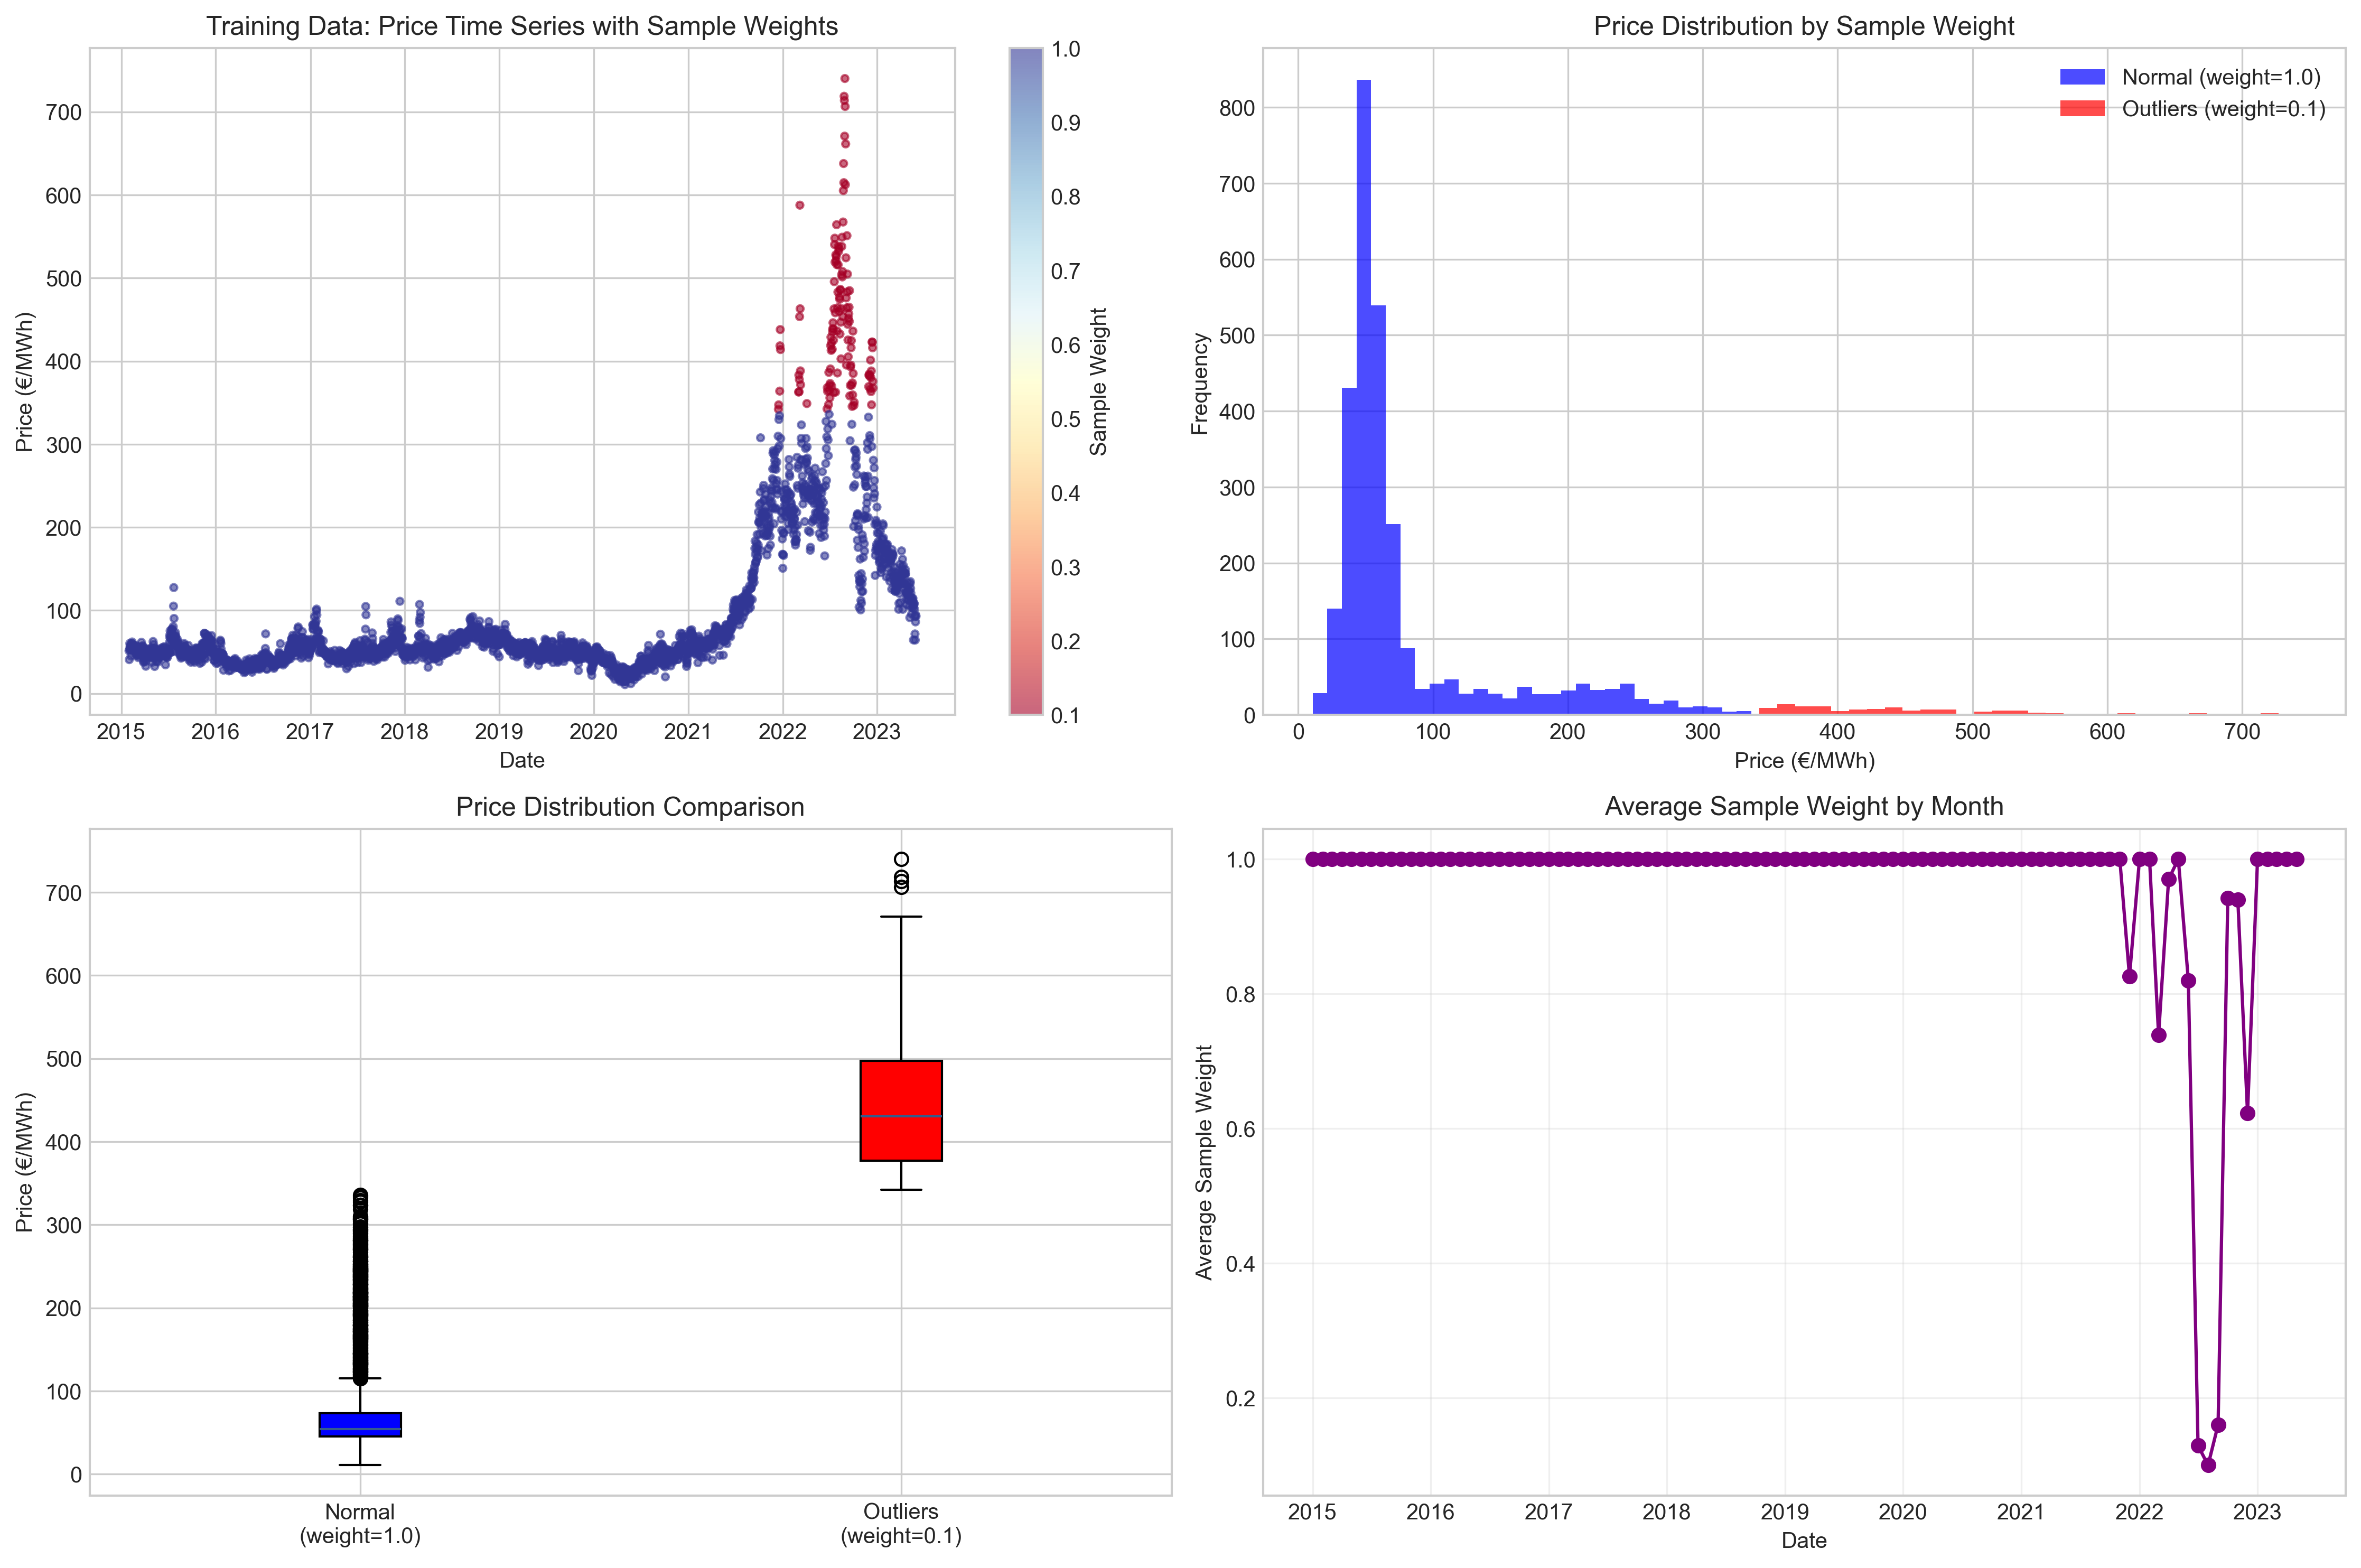 Training Data: Price Time Series with Sample Weights
Price (€/MWh)
700
600
500
400
300
200
100
0
2015 2016 2017 2018 2019 2020 2021 2022 2023
Date
1.0
0.9
0.8
0.7
0.6
0.5
0.4
0.3
0.2
0.1
Sample Weight
Price Distribution by Sample Weight
Normal (weight=1.0)
Outliers (weight=0.1)
Frequency
800
700
600
500
400
300
200
100
0
0 100 200 300 400 500 600 700
Price (€/MWh)
Price Distribution Comparison
Price (€/MWh)
700
600
500
400
300
200
100
0
Normal
(weight=1.0)
Outliers
(weight=0.1)
Average Sample Weight by Month
Average Sample Weight
1.0
0.8
0.6
0.4
0.2
2015 2016 2017 2018 2019 2020 2021 2022 2023
Date